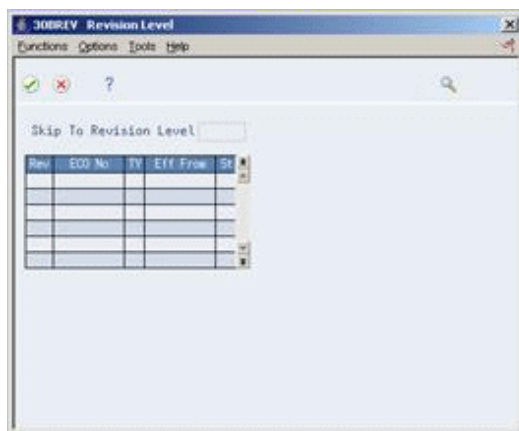 30BREV Revision Level
Functions Options Tools Help
?
Skip To Revision Level
Rev ECO No TY Eff From St